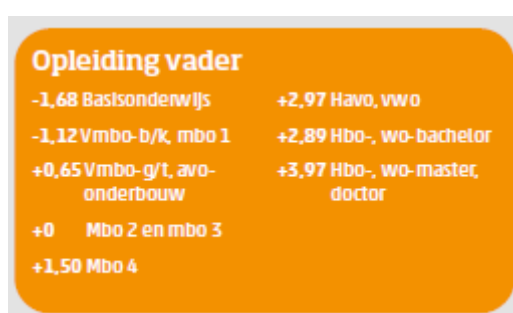 Opleiding vader
-1,68 Basisonderwijs
-1,12 Vmbo-b/k, mbo 1
+0,65 Vmbo-g/t, avo-
onderbouw
+0 Mbo 2 en mbo 3
+1,50 Mbo 4
+2,97 Havo, vwo
+2,89 Hbo-, wo-bachelor
+3,97 Hbo-, wo-master,
doctor